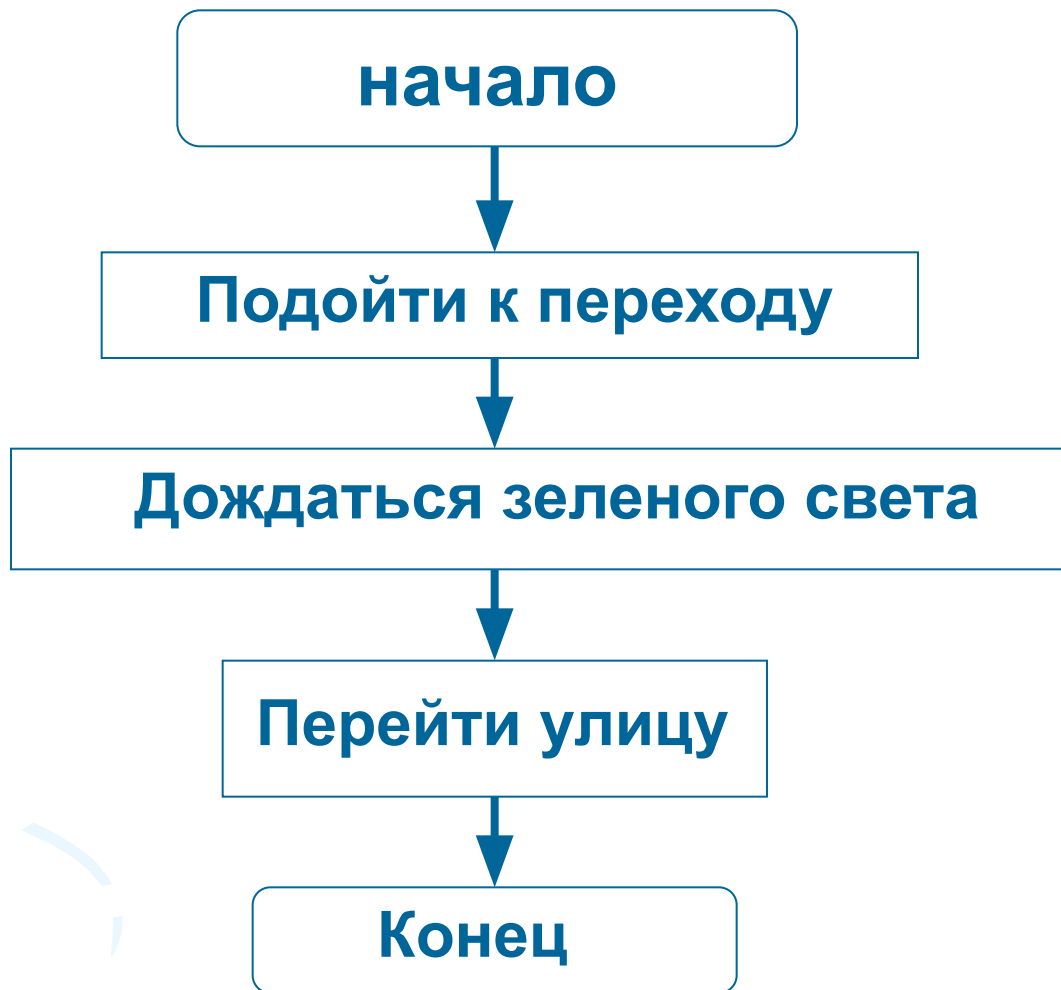 начало
Подойти к переходу
Дождаться зеленого света
Перейти улицу
Конец